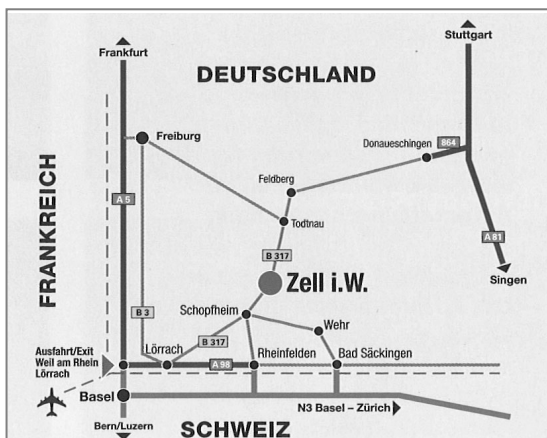 Frankfurt
Stuttgart
DEUTSCHLAND
Freiburg
Donaueschingen
B64
Feldberg
FRANKREICH
A 5
Todtnau
A 81
B 317
Zell i.W.
Singen
B 3
Schopfheim
Wehr
B 317
Ausfahrt/Exit
Weil am Rhein
Lörrach
Lörrach
A 98
Rheinfelden
Bad Säckingen
Basel
N3 Basel – Zürich
Bern/Luzern
SCHWEIZ